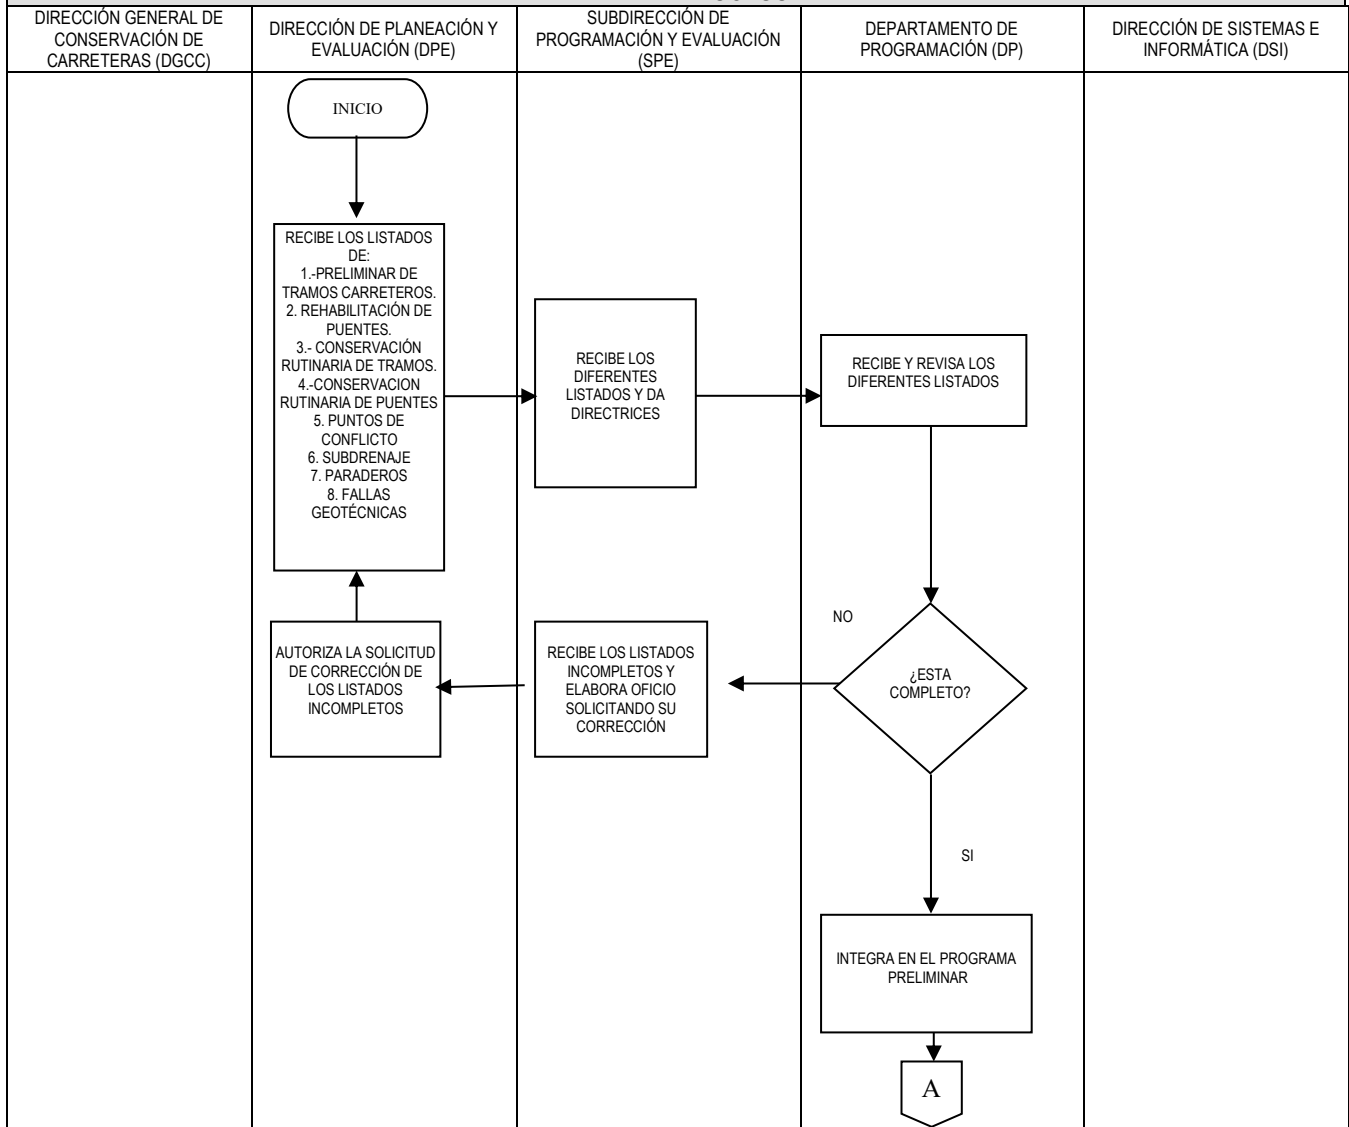 DIRECCIÓN GENERAL DE
CONSERVACIÓN DE
CARRETERAS (DGCC)
DIRECCIÓN DE PLANEACIÓN Y
EVALUACIÓN (DPE)
SUBDIRECCIÓN DE
PROGRAMACIÓN Y EVALUACIÓN
(SPE)
DEPARTAMENTO DE
PROGRAMACIÓN (DP)
DIRECCIÓN DE SISTEMAS E
INFORMÁTICA (DSI)
INICIO
RECIBE LOS LISTADOS
DE:
1.-PRELIMINAR DE
TRAMOS CARRETEROS.
2. REHABILITACIÓN DE
PUENTES.
3.- CONSERVACIÓN
RUTINARIA DE TRAMOS.
4.-CONSERVACION
RUTINARIA DE PUENTES
5. PUNTOS DE
CONFLICTO
6. SUBDRENAJE
7. PARADEROS
8. FALLAS
GEOTÉCNICAS
RECIBE LOS
DIFERENTES
LISTADOS Y DA
DIRECTRICES
RECIBE Y REVISA LOS
DIFERENTES LISTADOS
NO
¿ESTA
COMPLETO?
RECIBE LOS LISTADOS
INCOMPLETOS Y
ELABORA OFICIO
SOLICITANDO SU
CORRECCIÓN
AUTORIZA LA SOLICITUD
DE CORRECCIÓN DE
LOS LISTADOS
INCOMPLETOS
SI
INTEGRA EN EL PROGRAMA
PRELIMINAR
A